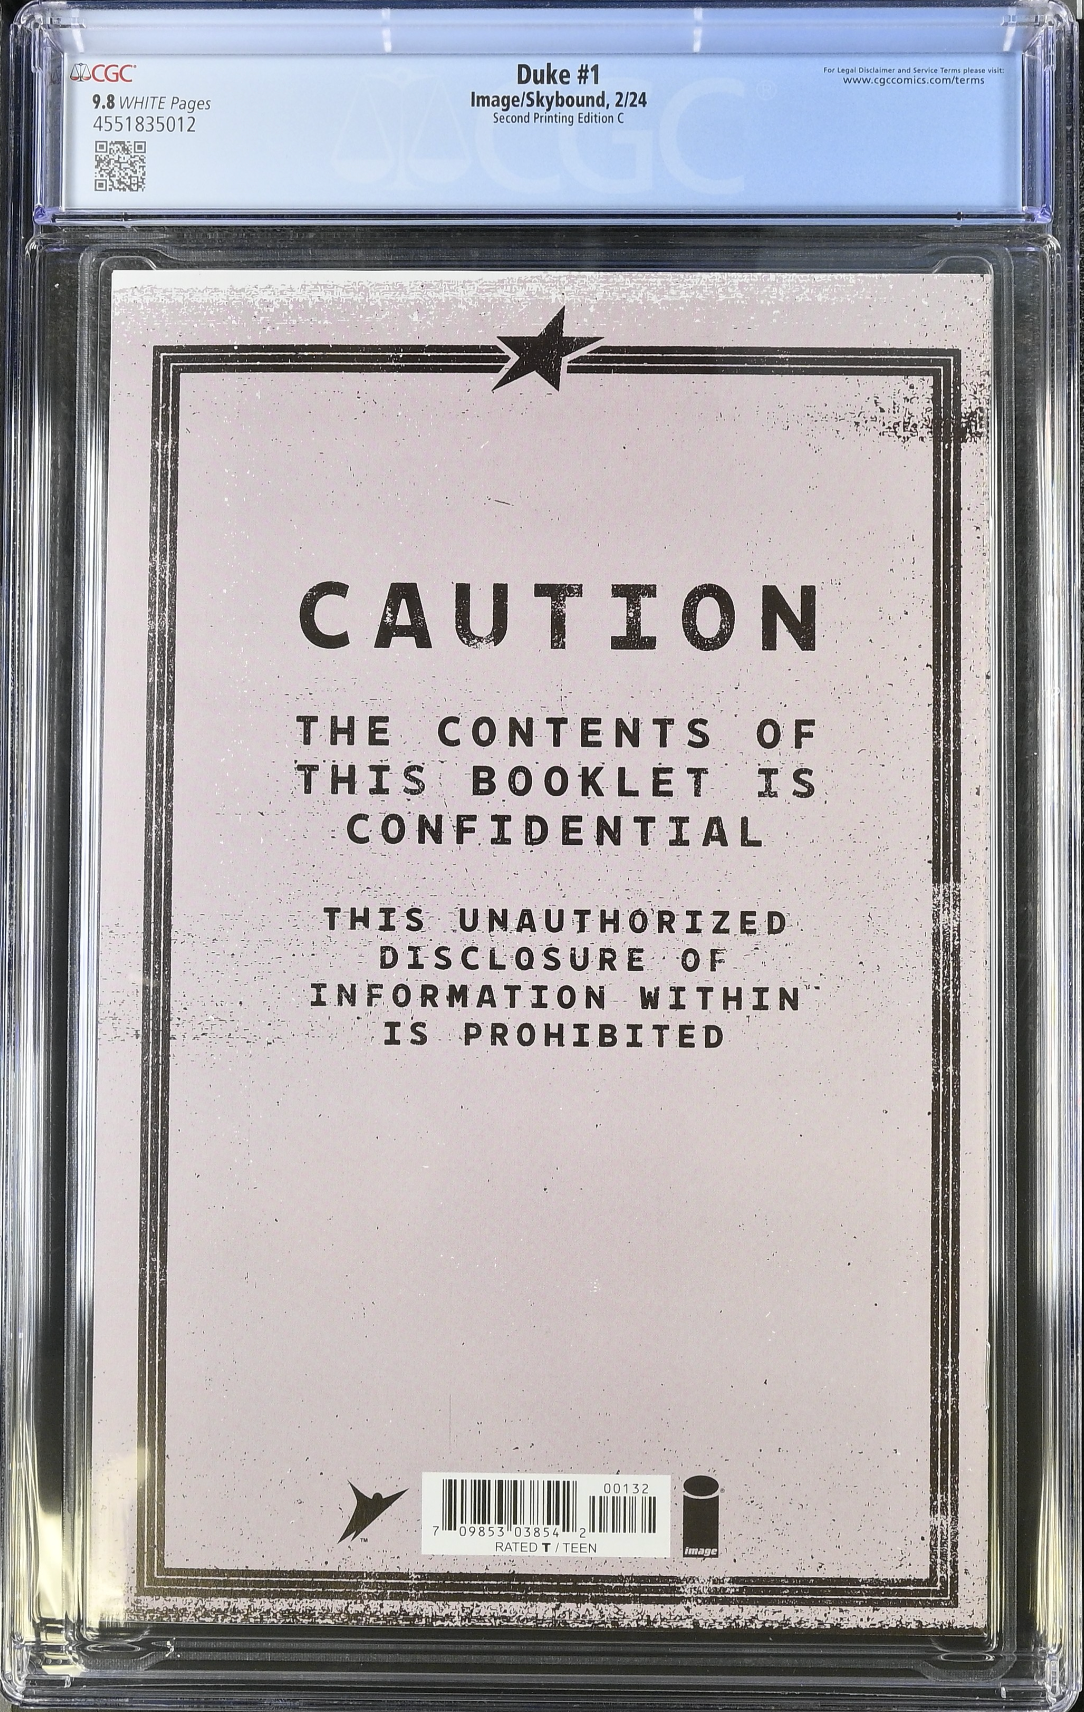 CGC
9.8 WHITE Pages
4551835012
Duke #1
Image/Skybound, 2/24
Second Printing Edition C
For Legal Disclaimer and Service Terms please visit:
www.cgccomics.com/terms
CGC®
CAUTION
THE CONTENTS OF
THIS BOOKLET IS
CONFIDENTIAL
THIS UNAUTHORIZED
DISCLOSURE OF
INFORMATION WITHIN
IS PROHIBITED
™
00132
7 09853 03854 2
RATED T / TEEN
image